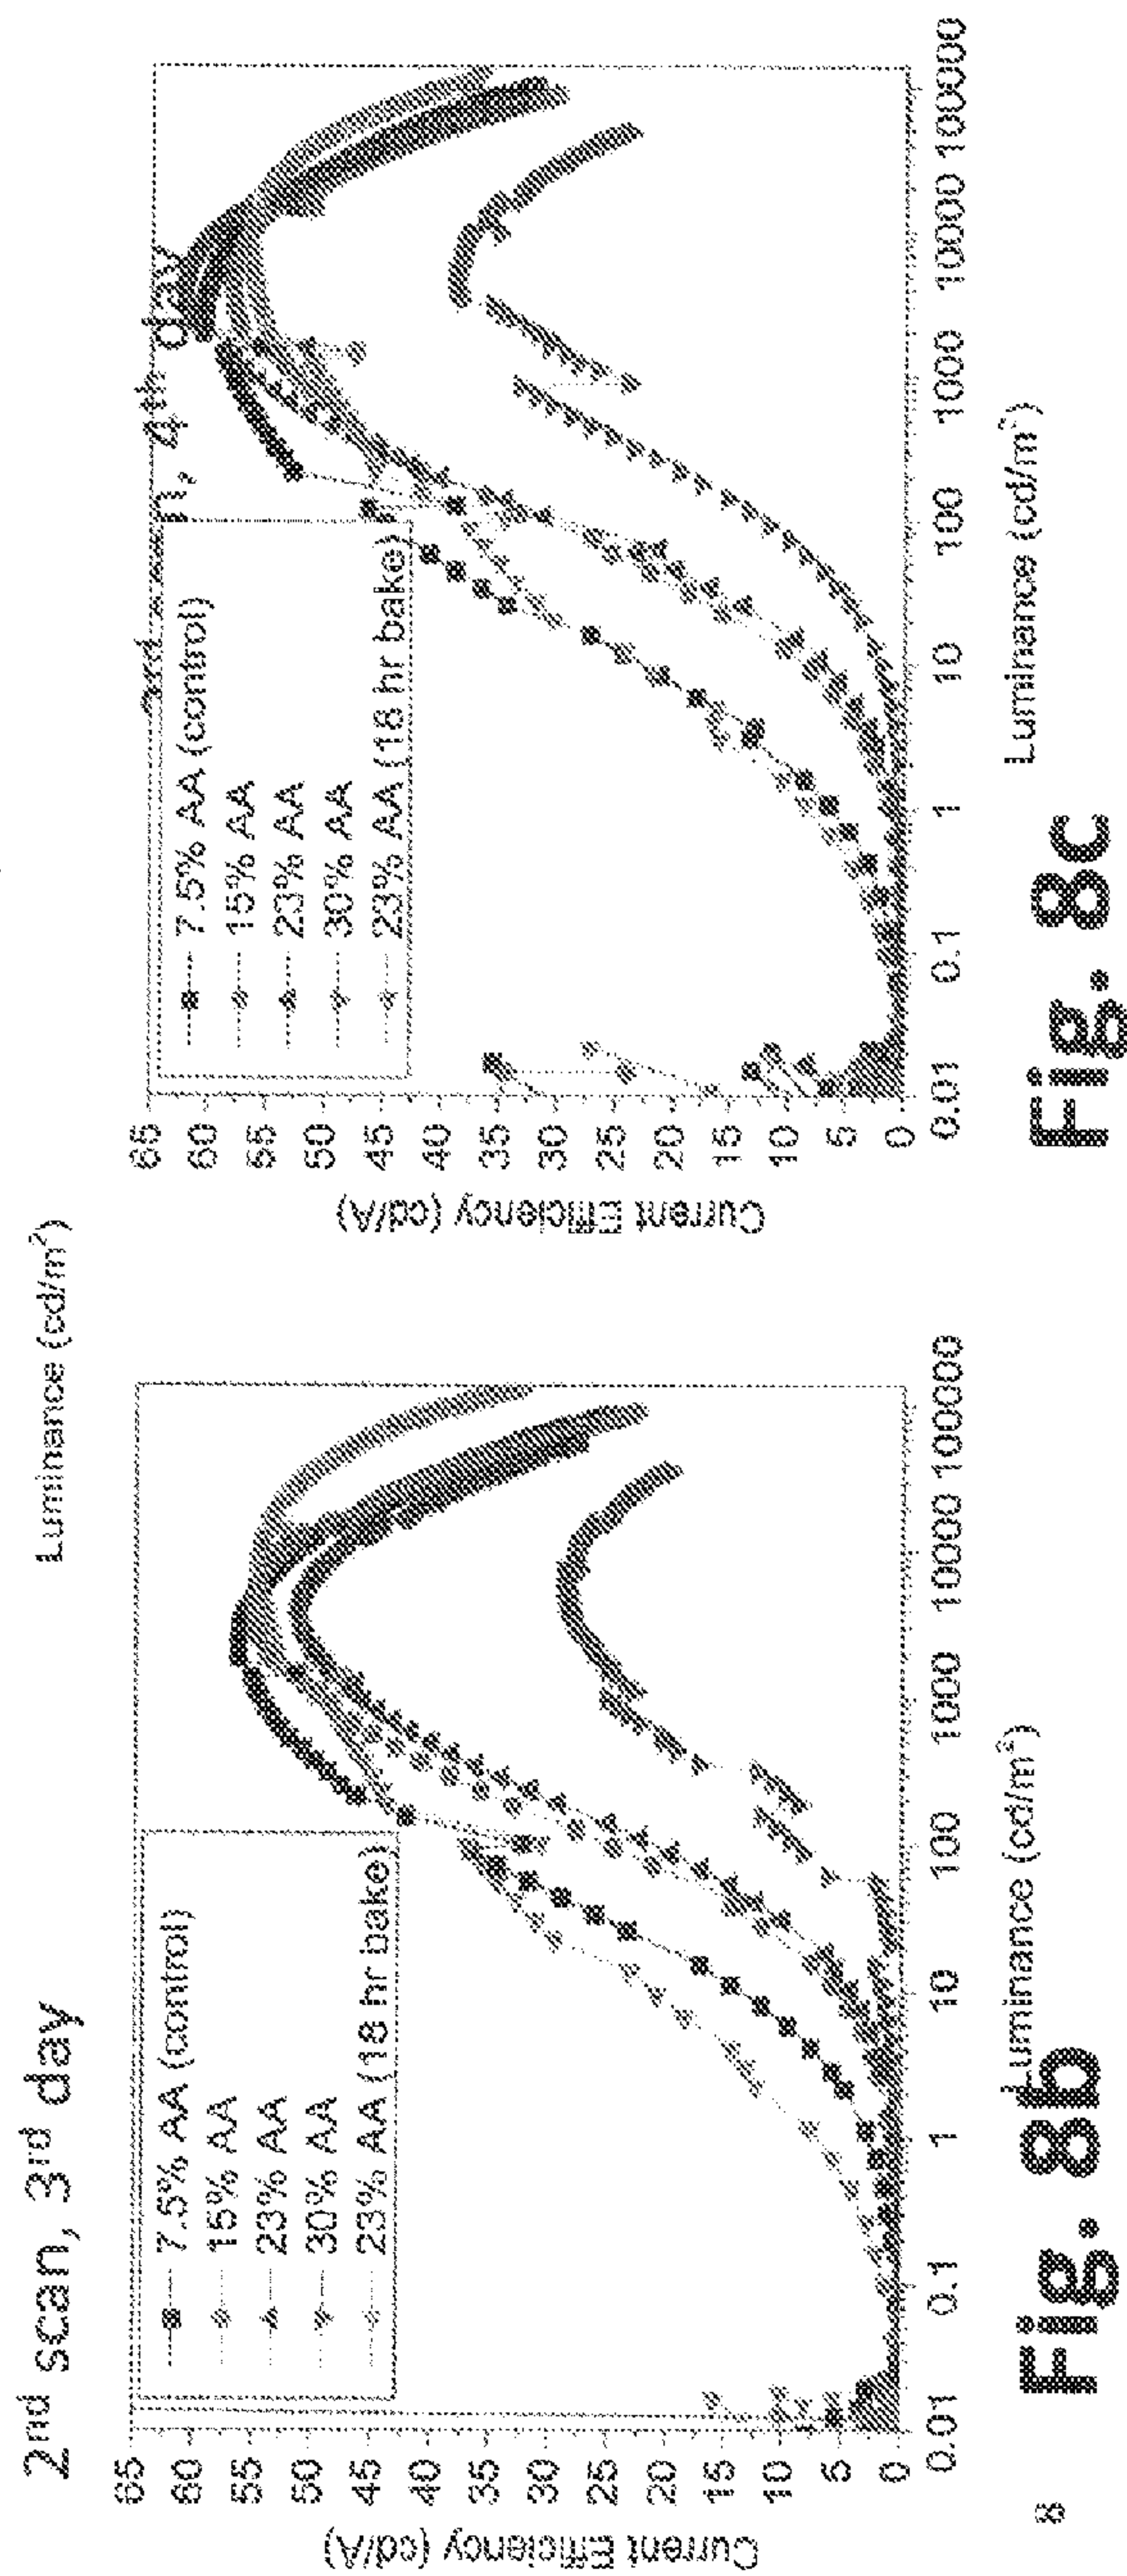 Luminance (cd/m²)
2nd scan, 3rd day
Current Efficiency (cd/A)
65
60
55
50
45
40
35
30
25
20
15
10
5
0
7.5% AA (control)
15% AA
23% AA
30% AA
23% AA (18 hr bake)
0.01
0.1
1
10
100
1000
10000
100000
Luminance (cd/m²)
8
Fig. 8b
3rd
n, 4th day
Current Efficiency (cd/A)
65
60
55
50
45
40
35
30
25
20
15
10
5
0
7.5% AA (control)
15% AA
23% AA
30% AA
23% AA (18 hr bake)
0.01
0.1
1
10
100
1000
10000
100000
Luminance (cd/m²)
Fig. 8c